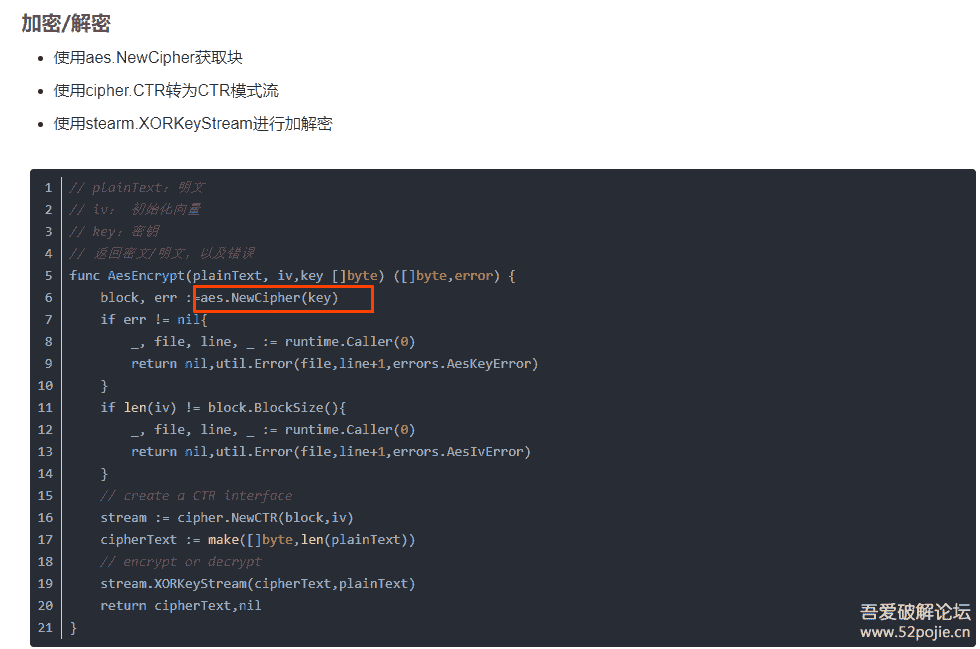 加密/解密
使用aes.NewCipher获取块
使用cipher.CTR转为CTR模式流
使用stearm.XORKeyStream进行加解密
1 // plainText：明文
2 // iv： 初始化向量
3 // key：密钥
4 // 返回密文/明文，以及错误
5 func AesEncrypt(plainText, iv,key []byte) ([]byte,error) {
6 block, err :=aes.NewCipher(key)
7 if err != nil{
8 _, file, line, _ := runtime.Caller(0)
9 return nil,util.Error(file,line+1,errors.AesKeyError)
10 }
11 if len(iv) != block.BlockSize(){
12 _, file, line, _ := runtime.Caller(0)
13 return nil,util.Error(file,line+1,errors.AesIvError)
14 }
15 // create a CTR interface
16 stream := cipher.NewCTR(block,iv)
17 cipherText := make([]byte,len(plainText))
18 // encrypt or decrypt
19 stream.XORKeyStream(cipherText,plainText)
20 return cipherText,nil
21 }
吾爱破解论坛
www.52pojie.cn